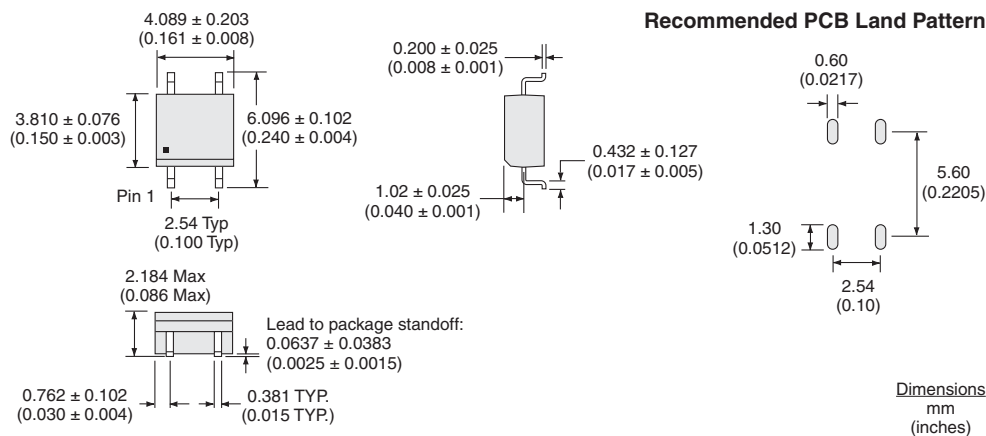 4.089 ± 0.203
(0.161 ± 0.008)
3.810 ± 0.076
(0.150 ± 0.003)
6.096 ± 0.102
(0.240 ± 0.004)
Pin 1
2.54 Typ
(0.100 Typ)
0.200 ± 0.025
(0.008 ± 0.001)
0.432 ± 0.127
(0.017 ± 0.005)
1.02 ± 0.025
(0.040 ± 0.001)
Recommended PCB Land Pattern
0.60
(0.0217)
5.60
(0.2205)
1.30
(0.0512)
2.54
(0.10)
2.184 Max
(0.086 Max)
Lead to package standoff:
0.0637 ± 0.0383
(0.0025 ± 0.0015)
0.762 ± 0.102
(0.030 ± 0.004)
0.381 TYP.
(0.015 TYP.)
Dimensions
mm
(inches)